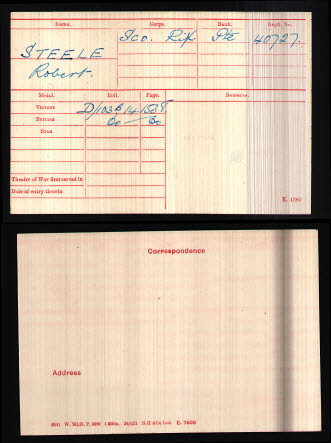 Name. Corps. Rank. Regtl. No.
STEELE Sco. Rif. Pte 40727.
Robert.
Medal. Roll. Page. Remarks.
Victory D/103B14 1538.
British Do Do
Star
Theatre of War first served in
Date of entry therein
K. 1380
Correspondence
Address